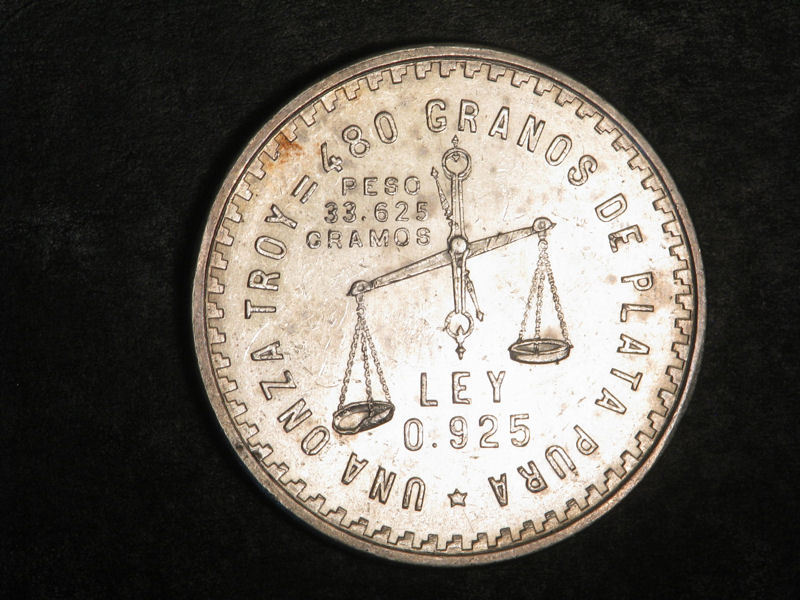 UNA ONZA TROY = 480 GRANOS DE PLATA PURA
PESO
33.625
GRAMOS
LEY
0.925